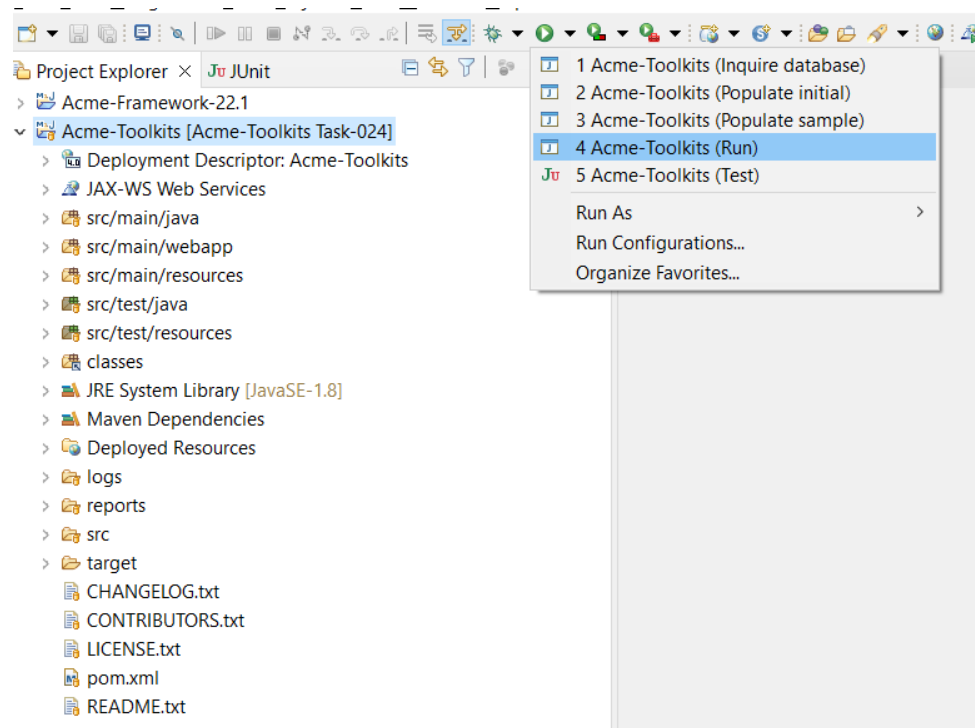 Project Explorer
JUnit
Acme-Framework-22.1
Acme-Toolkits [Acme-Toolkits Task-024]
Deployment Descriptor: Acme-Toolkits
JAX-WS Web Services
src/main/java
src/main/webapp
src/main/resources
src/test/java
src/test/resources
classes
JRE System Library [JavaSE-1.8]
Maven Dependencies
Deployed Resources
logs
reports
src
target
CHANGELOG.txt
CONTRIBUTORS.txt
LICENSE.txt
pom.xml
README.txt
1 Acme-Toolkits (Inquire database)
2 Acme-Toolkits (Populate initial)
3 Acme-Toolkits (Populate sample)
4 Acme-Toolkits (Run)
5 Acme-Toolkits (Test)
Run As
Run Configurations...
Organize Favorites...